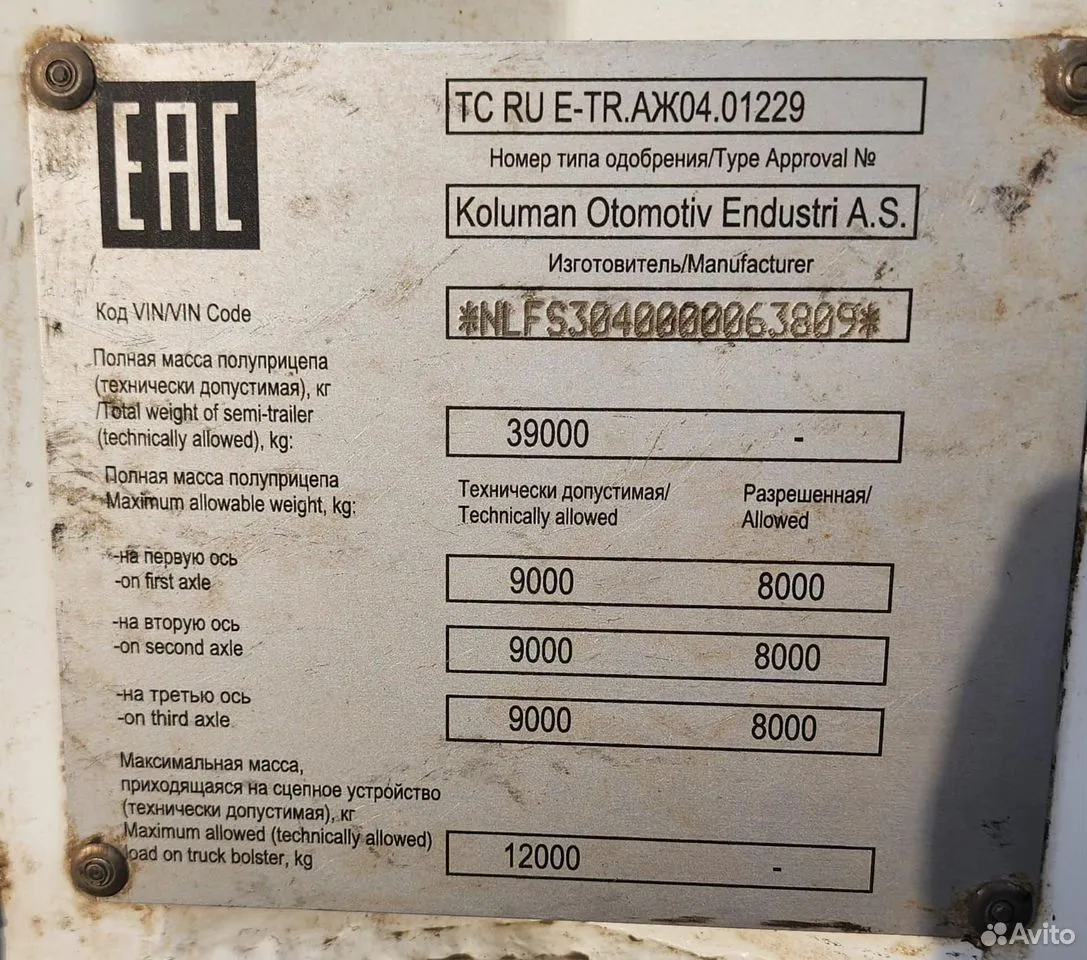 EAC
TC RU E-TR.АЖ04.01229
Номер типа одобрения/Type Approval №
Koluman Otomotiv Endustri A.S.
Изготовитель/Manufacturer
Код VIN/VIN Code
*NLFS3040000063809*
Полная масса полуприцепа
(технически допустимая), кг
/Total weight of semi-trailer
(technically allowed), kg:
39000 -
Полная масса полуприцепа
Maximum allowable weight, kg:
Технически допустимая/
Technically allowed
Разрешенная/
Allowed
-на первую ось
-on first axle
9000 8000
-на вторую ось
-on second axle
9000 8000
-на третью ось
-on third axle
9000 8000
Максимальная масса,
приходящаяся на сцепное устройство
(технически допустимая), кг
Maximum allowed (technically allowed)
load on truck bolster, kg
12000 -
Avito